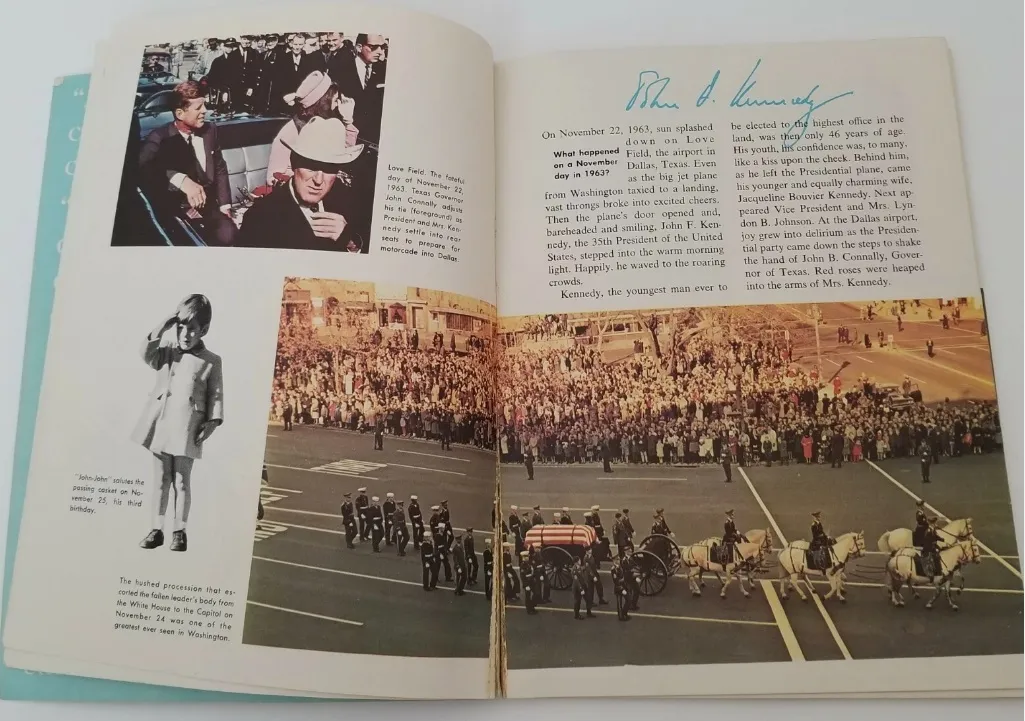 Love Field. The fateful
day of November 22,
1963. Texas Governor
John Connally adjusts
his tie (foreground) as
President and Mrs. Ken-
nedy settle into rear
seats to prepare for
motorcade into Dallas.
"John-John" salutes the
passing casket on No-
vember 25, his third
birthday.
The hushed procession that es-
corted the fallen leader's body from
the White House to the Capitol on
November 24 was one of the
greatest ever seen in Washington.
John F. Kennedy
What happened
on a November
day in 1963?
On November 22, 1963, sun splashed
down on Love
Field, the airport in
Dallas, Texas. Even
as the big jet plane
from Washington taxied to a landing,
vast throngs broke into excited cheers.
Then the plane's door opened and,
bareheaded and smiling, John F. Ken-
nedy, the 35th President of the United
States, stepped into the warm morning
light. Happily, he waved to the roaring
crowds.
Kennedy, the youngest man ever to
be elected to the highest office in the
land, was then only 46 years of age.
His youth, his confidence was, to many,
like a kiss upon the cheek. Behind him,
as he left the Presidential plane, came
his younger and equally charming wife,
Jacqueline Bouvier Kennedy. Next ap-
peared Vice President and Mrs. Lyn-
don B. Johnson. At the Dallas airport,
joy grew into delirium as the Presiden-
tial party came down the steps to shake
the hand of John B. Connally, Gover-
nor of Texas. Red roses were heaped
into the arms of Mrs. Kennedy.